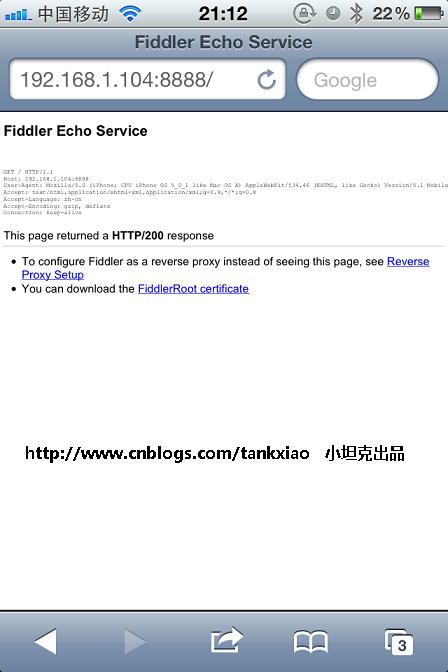 中国移动 21:12 22%
Fiddler Echo Service
192.168.1.104:8888/ Google
Fiddler Echo Service
GET / HTTP/1.1
Host: 192.168.1.104:8888
User-Agent: Mozilla/5.0 (iPhone; CPU iPhone OS 5_0_1 like Mac OS X) AppleWebKit/534.46 (KHTML, like Gecko) Version/5.1 Mobile
Accept: text/html,application/xhtml+xml,application/xml;q=0.9,*/*;q=0.8
Accept-Language: zh-cn
Accept-Encoding: gzip, deflate
Connection: keep-alive
This page returned a HTTP/200 response
• To configure Fiddler as a reverse proxy instead of seeing this page, see Reverse
Proxy Setup
• You can download the FiddlerRoot certificate
http://www.cnblogs.com/tankxiao 小坦克出品
3